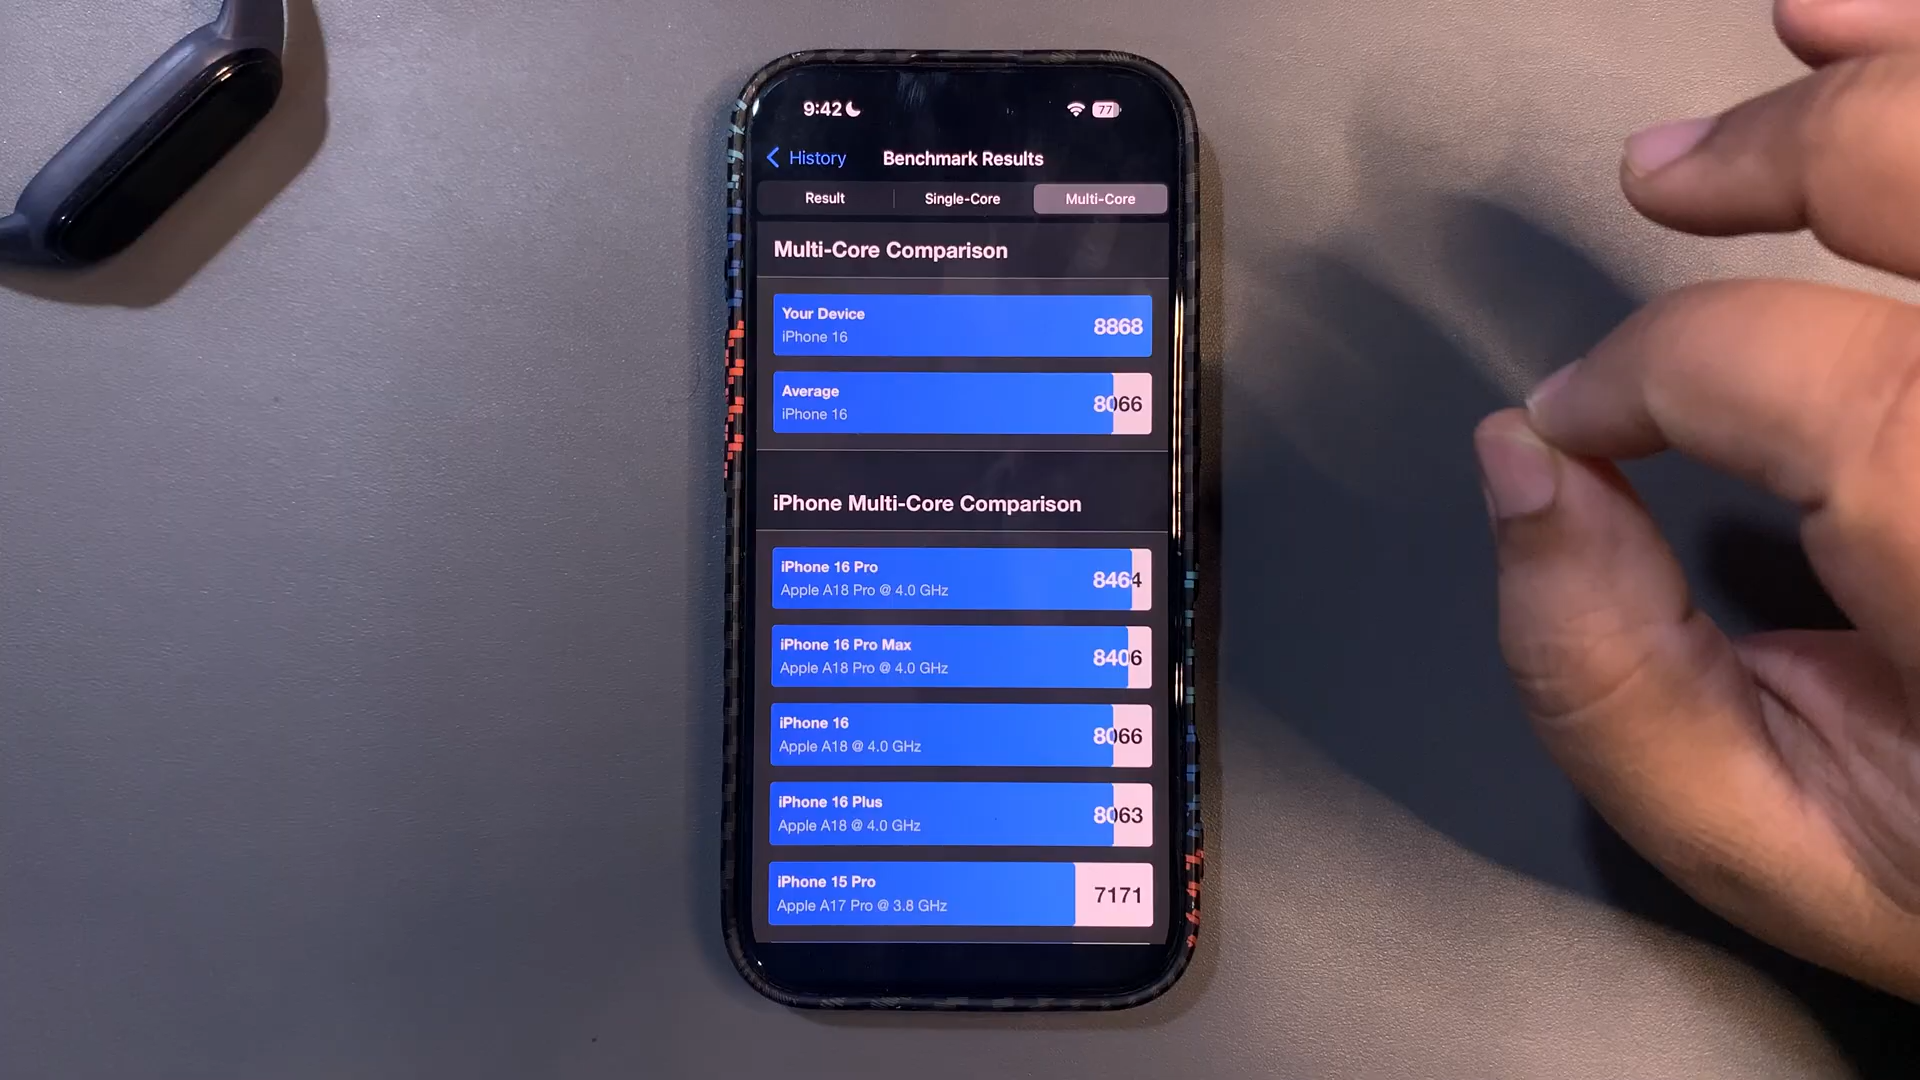 9:42
77
History
Benchmark Results
Result
Single-Core
Multi-Core
Multi-Core Comparison
Your Device
iPhone 16
8868
Average
iPhone 16
8066
iPhone Multi-Core Comparison
iPhone 16 Pro
Apple A18 Pro @ 4.0 GHz
8464
iPhone 16 Pro Max
Apple A18 Pro @ 4.0 GHz
8406
iPhone 16
Apple A18 @ 4.0 GHz
8066
iPhone 16 Plus
Apple A18 @ 4.0 GHz
8063
iPhone 15 Pro
Apple A17 Pro @ 3.8 GHz
7171